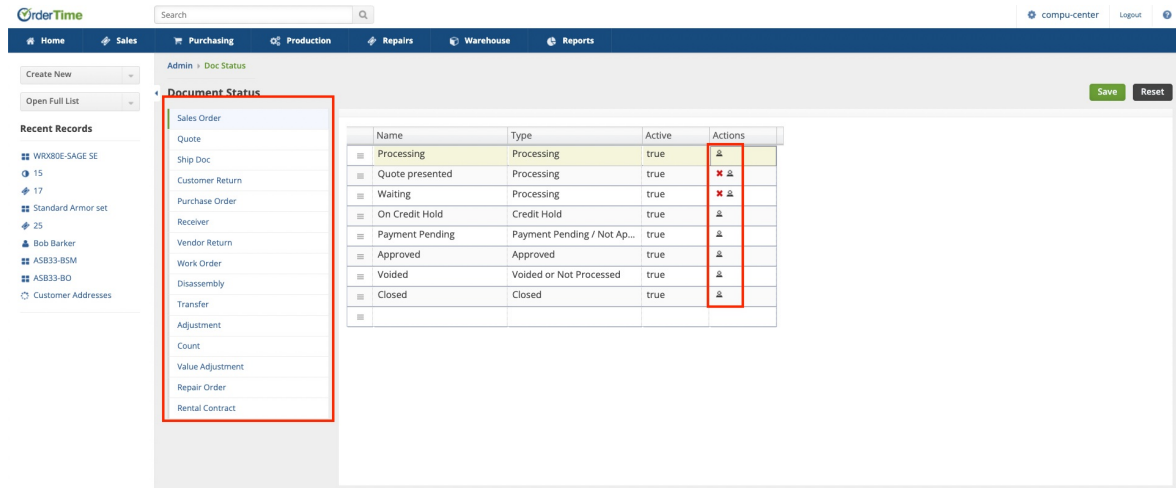 OrderTime
Search
compu-center Logout ?
Home Sales Purchasing Production Repairs Warehouse Reports
Create New
Open Full List
Recent Records
WRX80E-SAGE SE
15
17
Standard Armor set
25
Bob Barker
ASB33-BSM
ASB33-BO
Customer Addresses
Admin › Doc Status
Document Status
Save Reset
Sales Order
Quote
Ship Doc
Customer Return
Purchase Order
Receiver
Vendor Return
Work Order
Disassembly
Transfer
Adjustment
Count
Value Adjustment
Repair Order
Rental Contract
Name Type Active Actions
Processing Processing true
Quote presented Processing true
Waiting Processing true
On Credit Hold Credit Hold true
Payment Pending Payment Pending / Not Ap... true
Approved Approved true
Voided Voided or Not Processed true
Closed Closed true